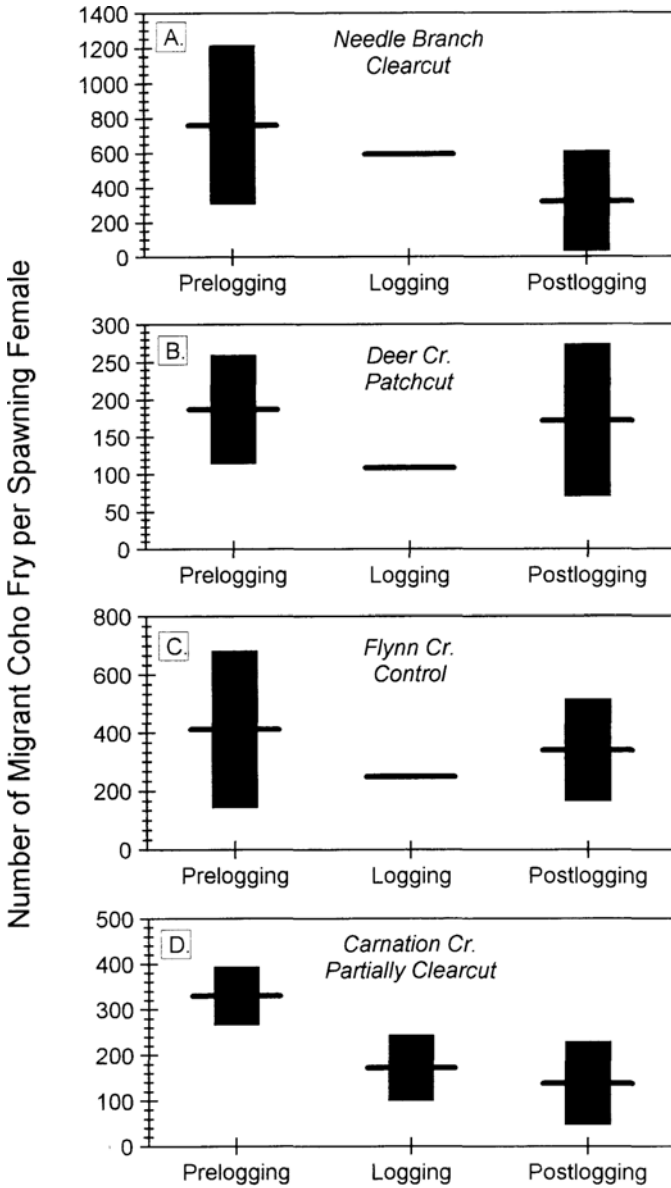 Number of Migrant Coho Fry per Spawning Female
A.
Needle Branch
Clearcut
1400
1200
1000
800
600
400
200
0
Prelogging Logging Postlogging
B.
Deer Cr.
Patchcut
300
250
200
150
100
50
0
Prelogging Logging Postlogging
C.
Flynn Cr.
Control
800
600
400
200
0
Prelogging Logging Postlogging
D.
Carnation Cr.
Partially Clearcut
500
400
300
200
100
0
Prelogging Logging Postlogging